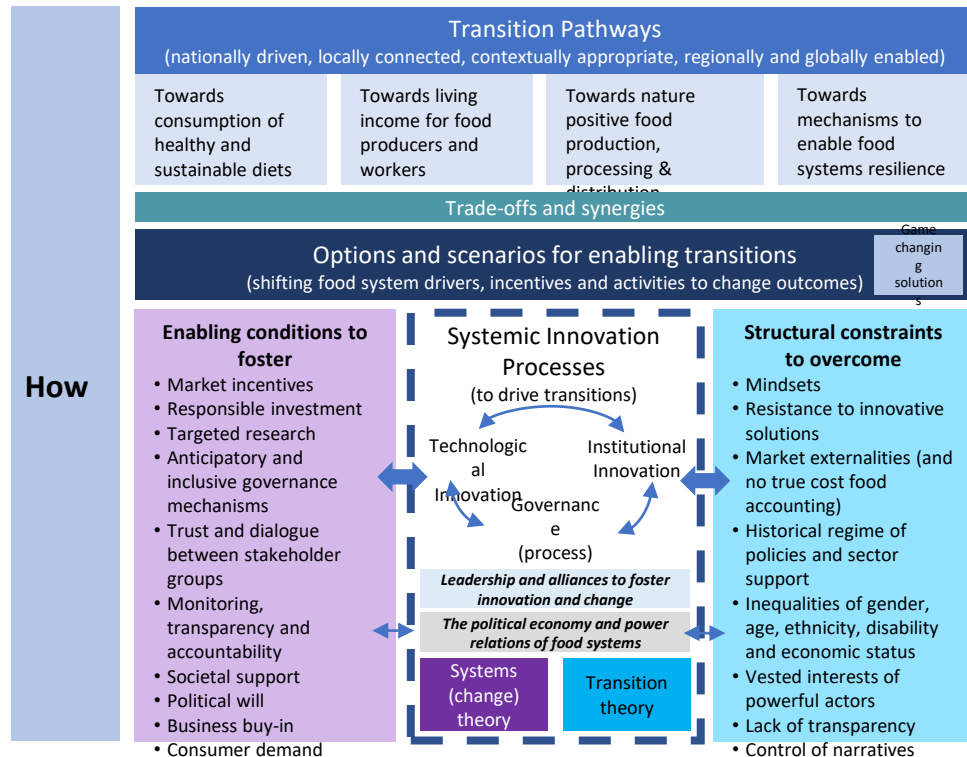 How
Transition Pathways
(nationally driven, locally connected, contextually appropriate, regionally and globally enabled)
Towards
consumption of
healthy and
sustainable diets
Towards living
income for food
producers and
workers
Towards nature
positive food
production,
processing &
distribution
Towards
mechanisms to
enable food
systems resilience
Trade-offs and synergies
Options and scenarios for enabling transitions
(shifting food system drivers, incentives and activities to change outcomes)
Game
changin
g
solution
s
Enabling conditions to
foster
• Market incentives
• Responsible investment
• Targeted research
• Anticipatory and
inclusive governance
mechanisms
• Trust and dialogue
between stakeholder
groups
• Monitoring,
transparency and
accountability
• Societal support
• Political will
• Business buy-in
• Consumer demand
Systemic Innovation
Processes
(to drive transitions)
Technologic
al
Innovation
Institutional
Innovation
Governanc
e
(process)
Leadership and alliances to foster
innovation and change
The political economy and power
relations of food systems
Systems
(change)
theory
Transition
theory
Structural constraints
to overcome
• Mindsets
• Resistance to innovative
solutions
• Market externalities (and
no true cost food
accounting)
• Historical regime of
policies and sector
support
• Inequalities of gender,
age, ethnicity, disability
and economic status
• Vested interests of
powerful actors
• Lack of transparency
• Control of narratives